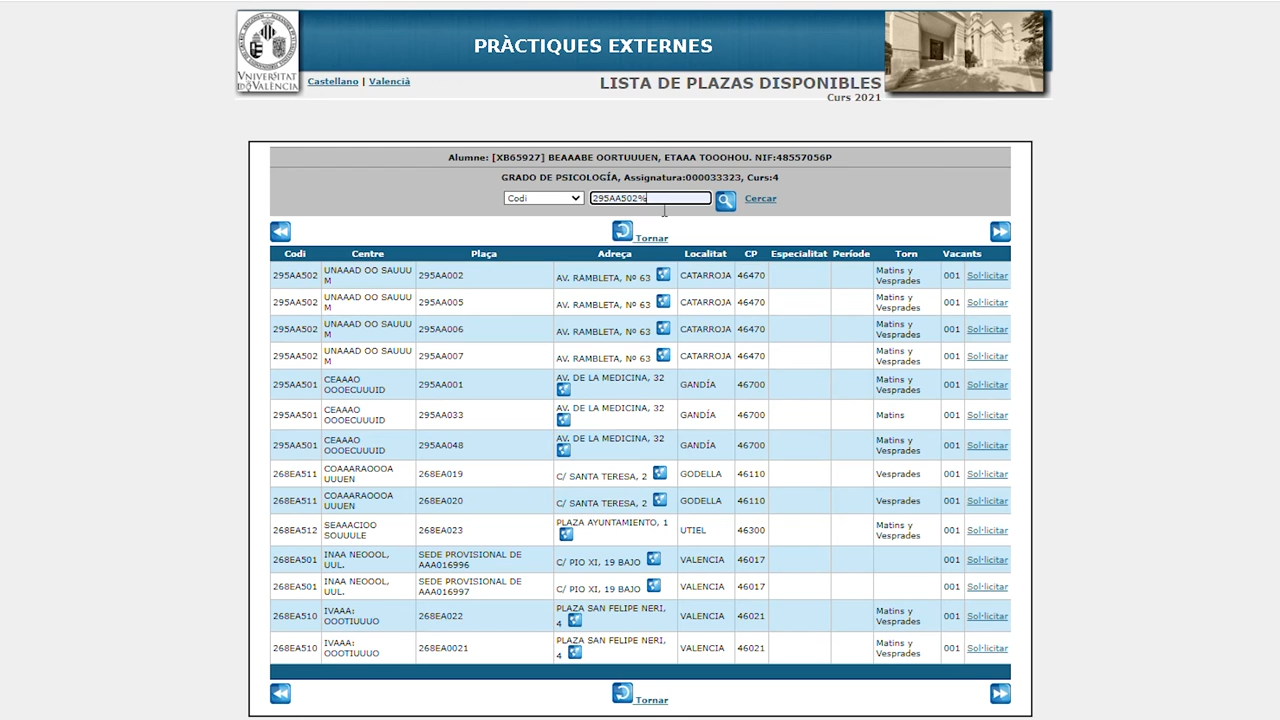 PRÀCTIQUES EXTERNES
VNIVERSITAT
ID VALÈNCIA
Castellano | Valencià
LISTA DE PLAZAS DISPONIBLES
Curs 2021
Alumne: [XB65927] BEAAABE OORTUUUEN, ETAAA TOOOHOU. NIF:48557056P
GRADO DE PSICOLOGÍA, Assignatura:000033323, Curs:4
Codi 295AA502% Cercar
Tornar
Codi Centre Plaça Adreça Localitat CP Especialitat Període Torn Vacants
295AA502 UNAAAD OO SAUUU M 295AA002 AV. RAMBLETA, Nº 63 CATARROJA 46470 Matins y Vesprades 001 Sol·licitar
295AA502 UNAAAD OO SAUUU M 295AA005 AV. RAMBLETA, Nº 63 CATARROJA 46470 Matins y Vesprades 001 Sol·licitar
295AA502 UNAAAD OO SAUUU M 295AA006 AV. RAMBLETA, Nº 63 CATARROJA 46470 Matins y Vesprades 001 Sol·licitar
295AA502 UNAAAD OO SAUUU M 295AA007 AV. RAMBLETA, Nº 63 CATARROJA 46470 Matins y Vesprades 001 Sol·licitar
295AA501 CEAAAO OOOECUUUID 295AA001 AV. DE LA MEDICINA, 32 GANDÍA 46700 Matins y Vesprades 001 Sol·licitar
295AA501 CEAAAO OOOECUUUID 295AA033 AV. DE LA MEDICINA, 32 GANDÍA 46700 Matins 001 Sol·licitar
295AA501 CEAAAO OOOECUUUID 295AA048 AV. DE LA MEDICINA, 32 GANDÍA 46700 Matins y Vesprades 001 Sol·licitar
268EA511 COAAARAOOOA UUUEN 268EA019 C/ SANTA TERESA, 2 GODELLA 46110 Vesprades 001 Sol·licitar
268EA511 COAAARAOOOA UUUEN 268EA020 C/ SANTA TERESA, 2 GODELLA 46110 Vesprades 001 Sol·licitar
268EA512 SEAAACIOO SOUUULE 268EA023 PLAZA AYUNTAMIENTO, 1 UTIEL 46300 Matins y Vesprades 001 Sol·licitar
268EA501 INAA NEOOOL, UUL. SEDE PROVISIONAL DE AAA016996 C/ PIO XI, 19 BAJO VALENCIA 46017 001 Sol·licitar
268EA501 INAA NEOOOL, UUL. SEDE PROVISIONAL DE AAA016997 C/ PIO XI, 19 BAJO VALENCIA 46017 001 Sol·licitar
268EA510 IVAAA: OOOTIUUUO 268EA022 PLAZA SAN FELIPE NERI, 4 VALENCIA 46021 Matins y Vesprades 001 Sol·licitar
268EA510 IVAAA: OOOTIUUUO 268EA0021 PLAZA SAN FELIPE NERI, 4 VALENCIA 46021 Matins y Vesprades 001 Sol·licitar
Tornar